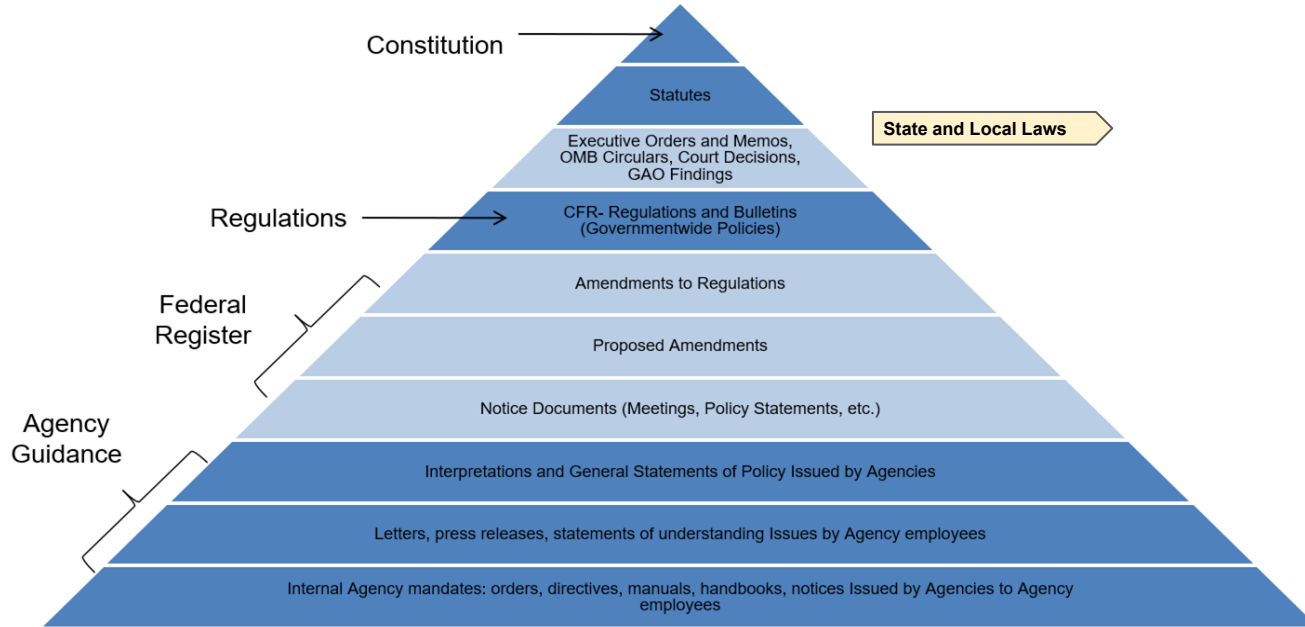 Constitution
Statutes
State and Local Laws
Executive Orders and Memos,
OMB Circulars, Court Decisions,
GAO Findings
Regulations
CFR- Regulations and Bulletins
(Governmentwide Policies)
Federal
Register
Amendments to Regulations
Proposed Amendments
Notice Documents (Meetings, Policy Statements, etc.)
Agency
Guidance
Interpretations and General Statements of Policy Issued by Agencies
Letters, press releases, statements of understanding Issues by Agency employees
Internal Agency mandates: orders, directives, manuals, handbooks, notices Issued by Agencies to Agency
employees